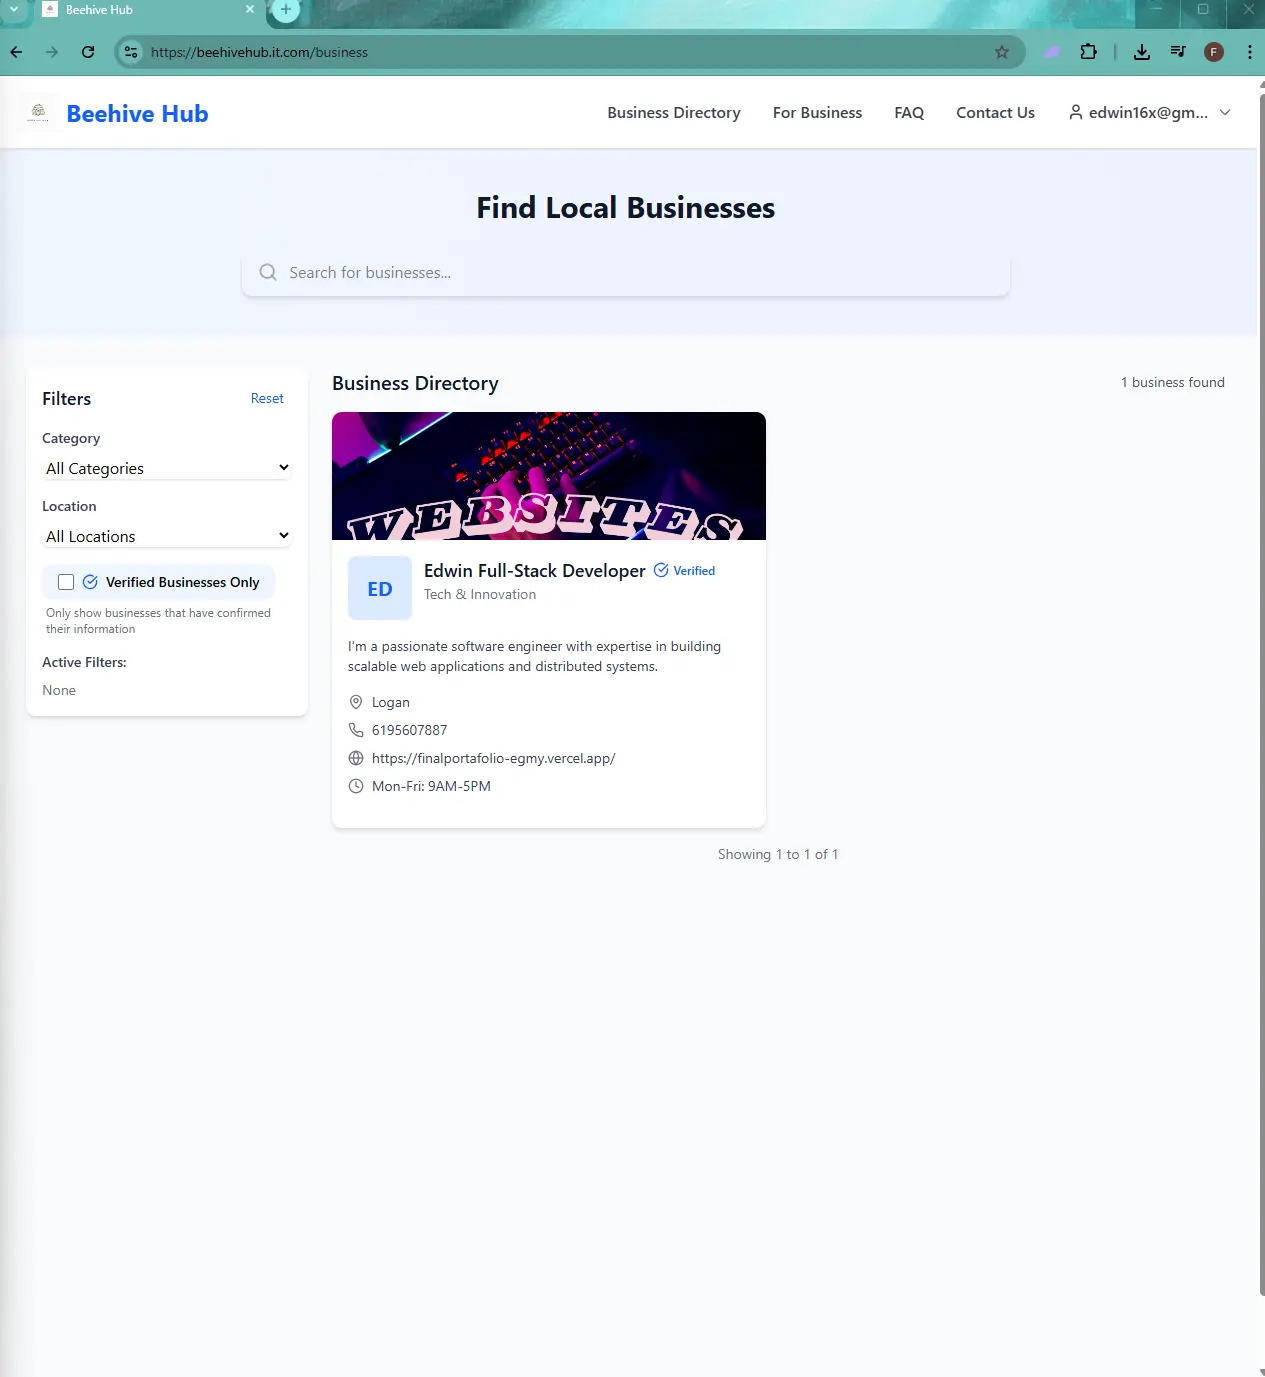 Beehive Hub
https://beehivehub.it.com/business
F
Beehive Hub
Business Directory
For Business
FAQ
Contact Us
edwin16x@gm...
Find Local Businesses
Search for businesses...
Filters
Reset
Category
All Categories
Location
All Locations
Verified Businesses Only
Only show businesses that have confirmed
their information
Active Filters:
None
Business Directory
1 business found
WEBSITES
ED
Edwin Full-Stack Developer
Verified
Tech & Innovation
I'm a passionate software engineer with expertise in building
scalable web applications and distributed systems.
Logan
6195607887
https://finalportafolio-egmy.vercel.app/
Mon-Fri: 9AM-5PM
Showing 1 to 1 of 1